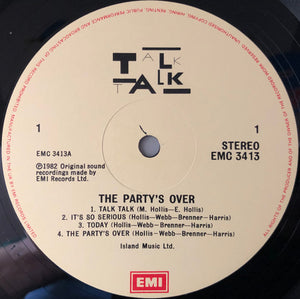 TALK
TALK
1
1
EMC 3413A
STEREO
EMC 3413
℗1982 Original sound
recordings made by
EMI Records Ltd.
THE PARTY'S OVER
1. TALK TALK (M. Hollis—E. Hollis)
2. IT'S SO SERIOUS (Hollis—Webb—Brenner—Harris)
3. TODAY (Hollis—Webb—Brenner—Harris)
4. THE PARTY'S OVER (Hollis—Webb—Brenner—Harris)
Island Music Ltd.
EMI